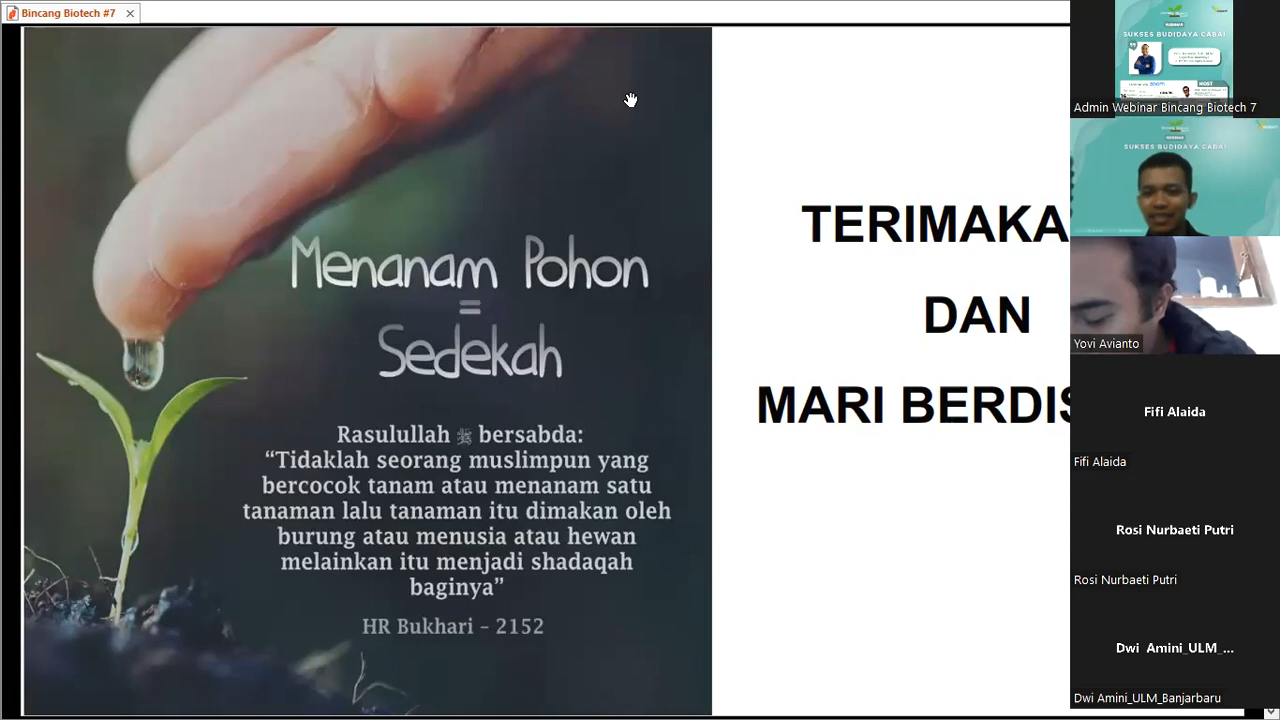 Bincang Biotech #7
Menanam Pohon
=
Sedekah
Rasulullah ﷺ bersabda:
“Tidaklah seorang muslimpun yang
bercocok tanam atau menanam satu
tanaman lalu tanaman itu dimakan oleh
burung atau menusia atau hewan
melainkan itu menjadi shadaqah
baginya”
HR Bukhari – 2152
TERIMAKA
DAN
MARI BERDIS
SUKSES BUDIDAYA CABAI
HOST
zoom
Admin Webinar Bincang Biotech 7
WEBINAR
SUKSES BUDIDAYA CABAI
Yovi Avianto
Fifi Alaida
Fifi Alaida
Rosi Nurbaeti Putri
Rosi Nurbaeti Putri
Dwi Amini_ULM_...
Dwi Amini_ULM_Banjarbaru